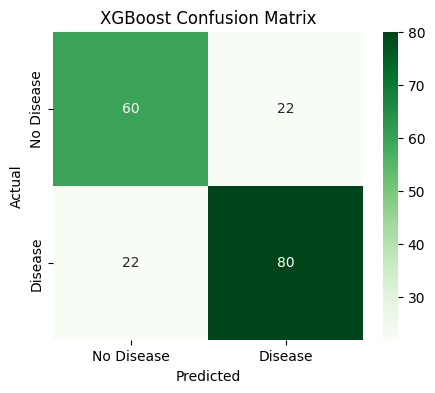 XGBoost Confusion Matrix
Actual
No Disease
Disease
60
22
22
80
No Disease
Disease
Predicted
80
70
60
50
40
30